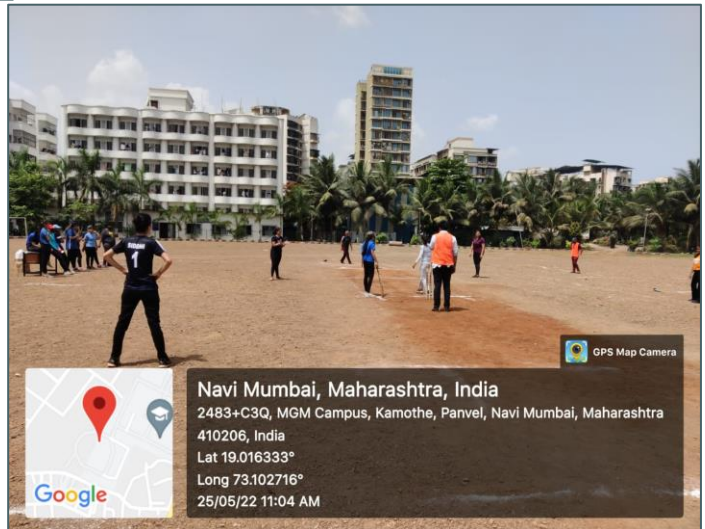 SIDDHI
1
GPS Map Camera
Navi Mumbai, Maharashtra, India
2483+C3Q, MGM Campus, Kamothe, Panvel, Navi Mumbai, Maharashtra
410206, India
Lat 19.016333°
Long 73.102716°
25/05/22 11:04 AM
Google